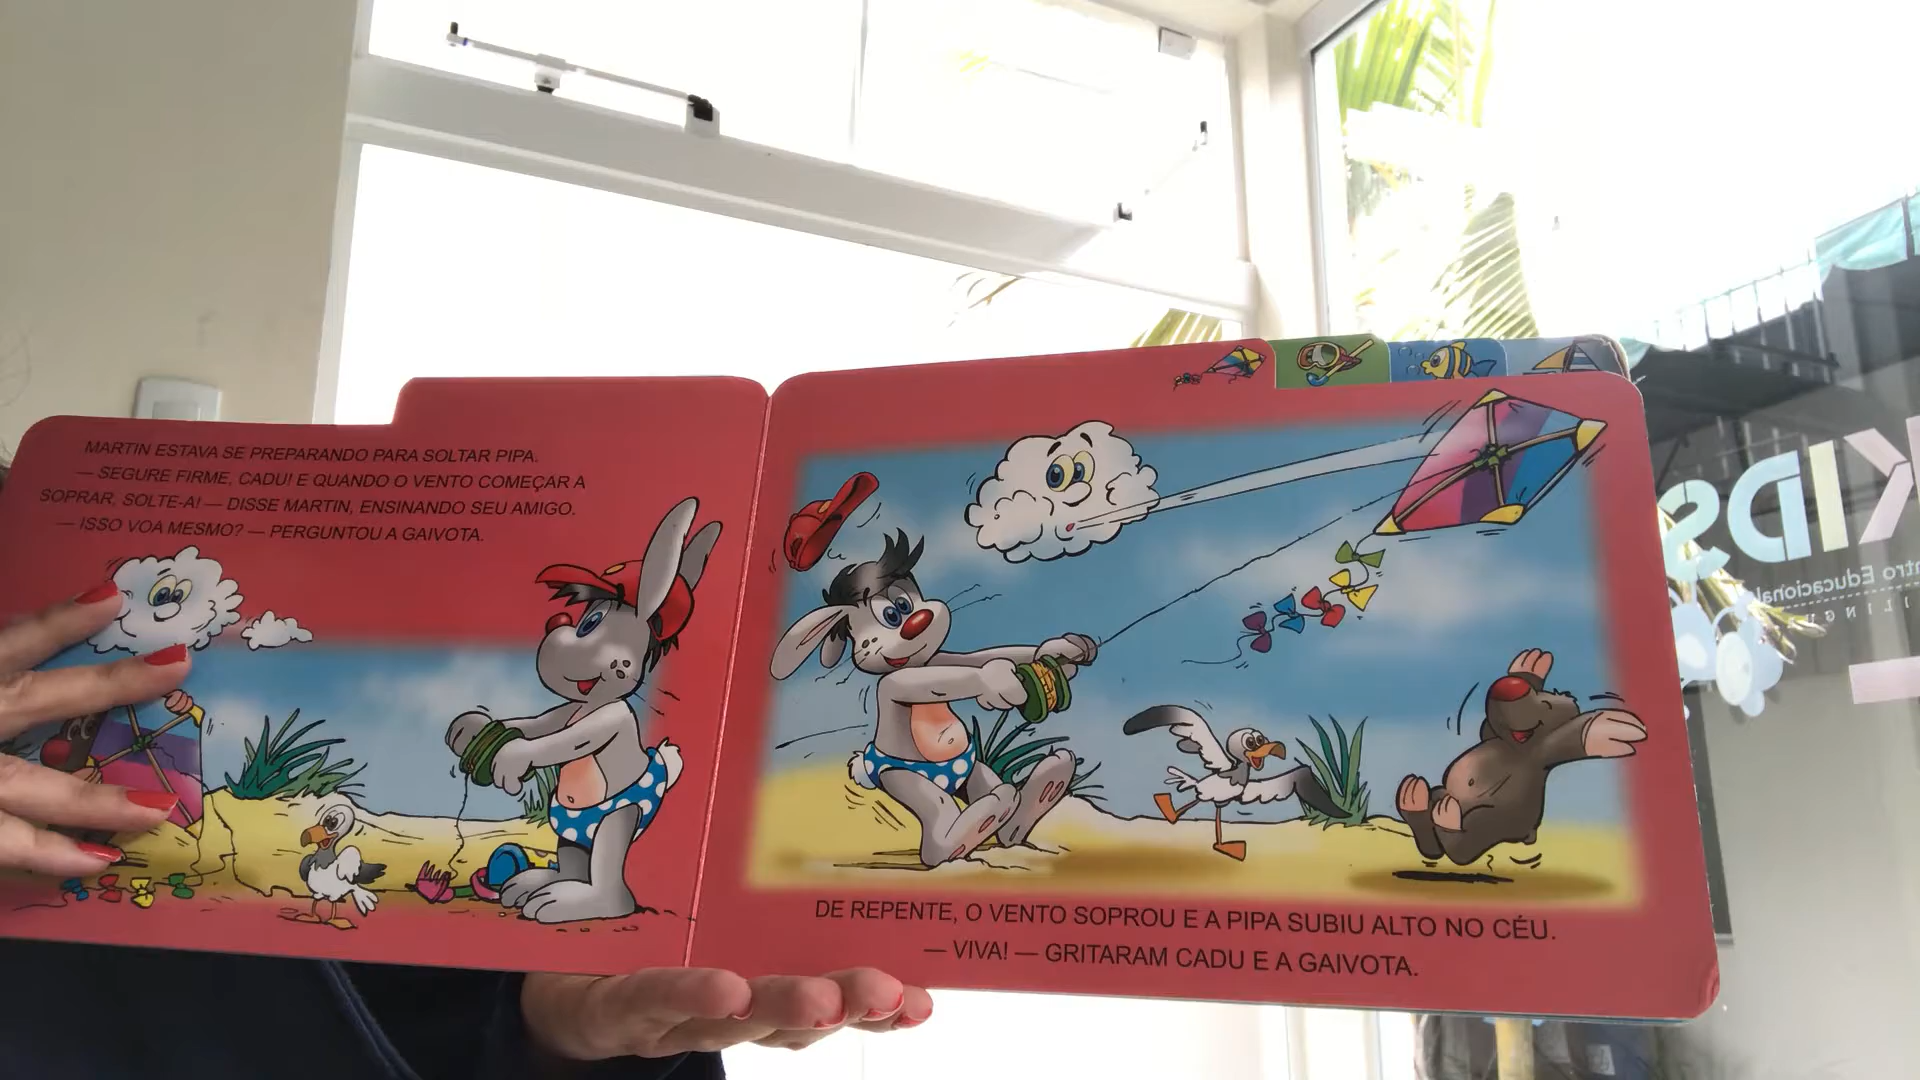 MARTIN ESTAVA SE PREPARANDO PARA SOLTAR PIPA.
— SEGURE FIRME, CADU! E QUANDO O VENTO COMEÇAR A
SOPRAR, SOLTE-A! — DISSE MARTIN, ENSINANDO SEU AMIGO.
— ISSO VOA MESMO? — PERGUNTOU A GAIVOTA.
DE REPENTE, O VENTO SOPROU E A PIPA SUBIU ALTO NO CÉU.
— VIVA! — GRITARAM CADU E A GAIVOTA.
KIDS
Educacional